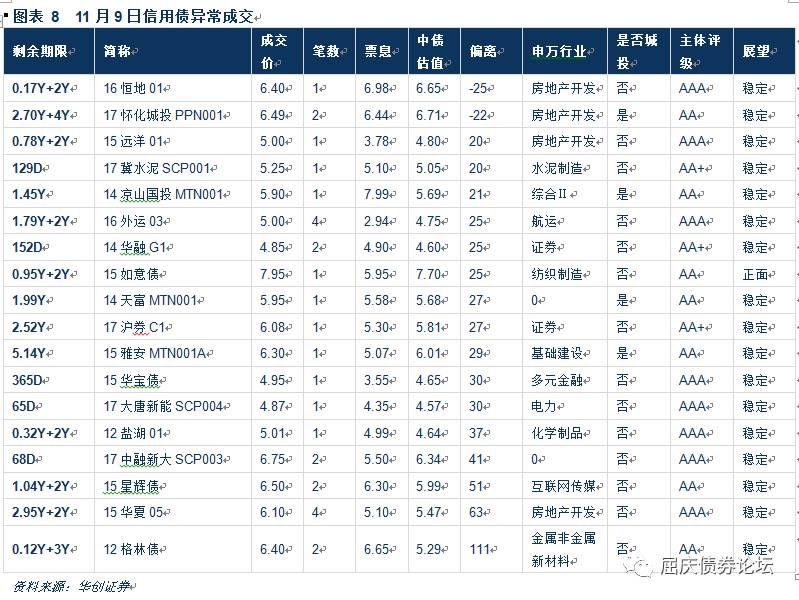 图表 8 11月9日信用债异常成交
剩余期限 简称 成交价 笔数 票息 中债估值 偏离 申万行业 是否城投 主体评级 展望
0.17Y+2Y 16 恒地 01 6.40 1 6.98 6.65 -25 房地产开发 否 AAA 稳定
2.70Y+4Y 17 怀化城投 PPN001 6.49 2 6.44 6.71 -22 房地产开发 是 AA 稳定
0.78Y+2Y 15 远洋 01 5.00 1 3.78 4.80 20 房地产开发 否 AAA 稳定
129D 17 冀水泥 SCP001 5.25 1 5.10 5.05 20 水泥制造 否 AA+ 稳定
1.45Y 14 凉山国投 MTN001 5.90 1 7.99 5.69 21 综合Ⅱ 是 AA 稳定
1.79Y+2Y 16 外运 03 5.00 4 2.94 4.75 25 航运 否 AAA 稳定
152D 14 华融 G1 4.85 2 4.90 4.60 25 证券 否 AA+ 稳定
0.95Y+2Y 15 如意债 7.95 1 5.95 7.70 25 纺织制造 否 AA 正面
1.99Y 14 天富 MTN001 5.95 1 5.58 5.68 27 0 是 AA 稳定
2.52Y 17 沪券 C1 6.08 1 5.30 5.81 27 证券 否 AA+ 稳定
5.14Y 15 雅安 MTN001A 6.30 1 5.07 6.01 29 基础建设 是 AA 稳定
365D 15 华宝债 4.95 1 3.55 4.65 30 多元金融 否 AAA 稳定
65D 17 大唐新能 SCP004 4.87 1 4.35 4.57 30 电力 否 AAA 稳定
0.32Y+2Y 12 盐湖 01 5.01 1 4.99 4.64 37 化学制品 否 AAA 稳定
68D 17 中融新大 SCP003 6.75 2 5.50 6.34 41 0 否 AAA 稳定
1.04Y+2Y 15 星辉债 6.50 2 6.30 5.99 51 互联网传媒 否 AA 稳定
2.95Y+2Y 15 华夏 05 6.10 4 5.10 5.47 63 房地产开发 否 AAA 稳定
0.12Y+3Y 12 格林债 6.40 2 6.65 5.29 111 金属非金属新材料 否 AA 稳定
资料来源：华创证券
屈庆债券论坛